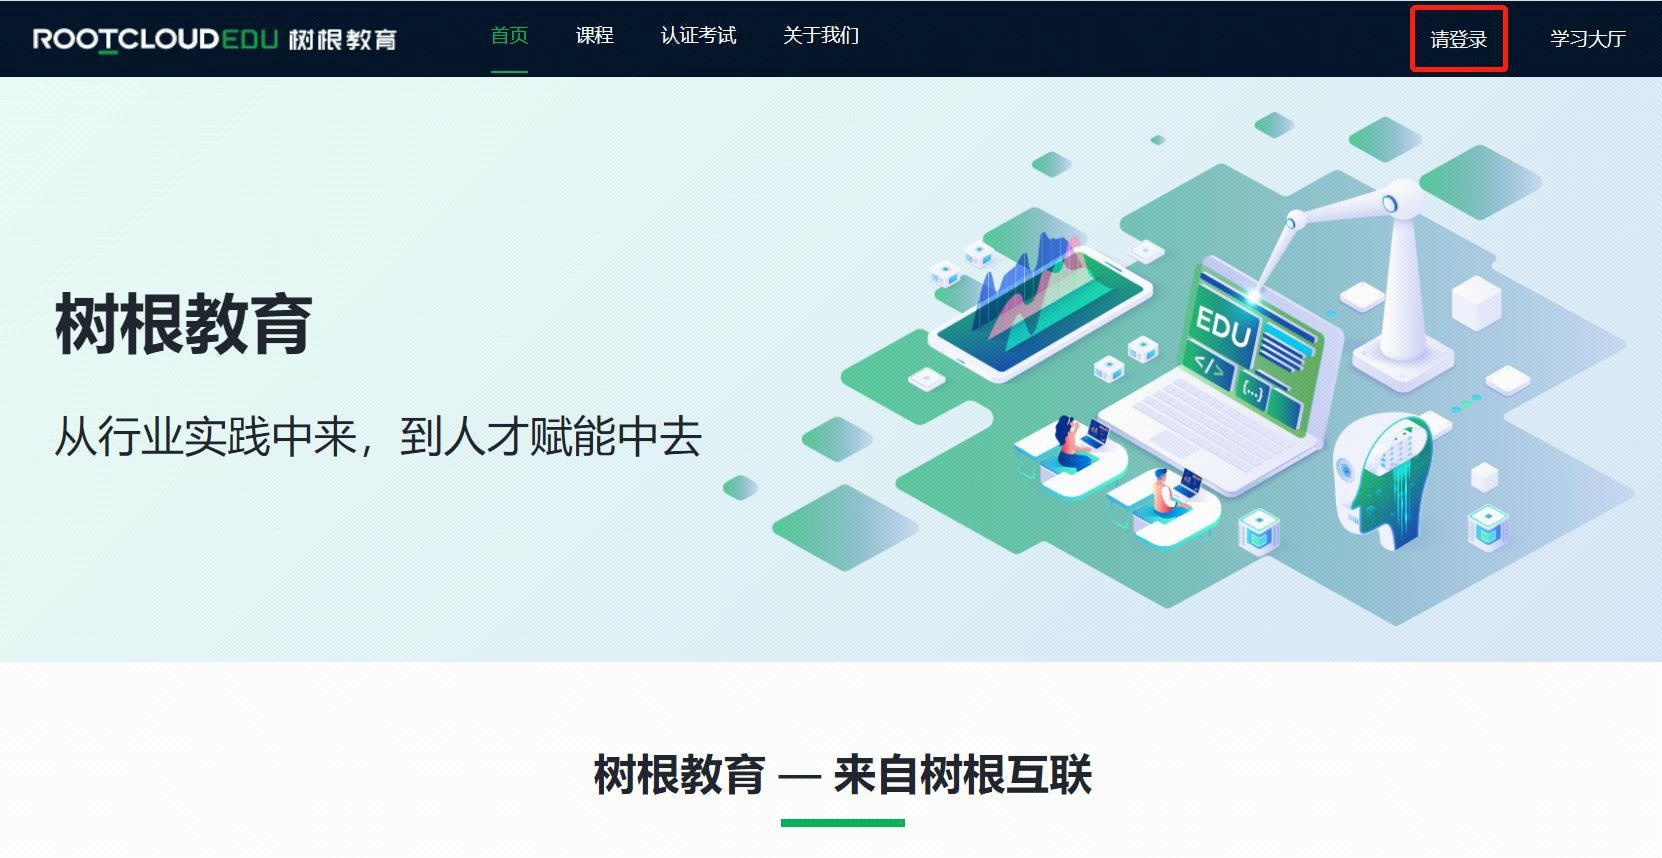 ROOTCLOUD EDU 树根教育
首页 课程 认证考试 关于我们 请登录 学习大厅
树根教育
从行业实践中来，到人才赋能中去
EDU
</>
{...}
树根教育 — 来自树根互联